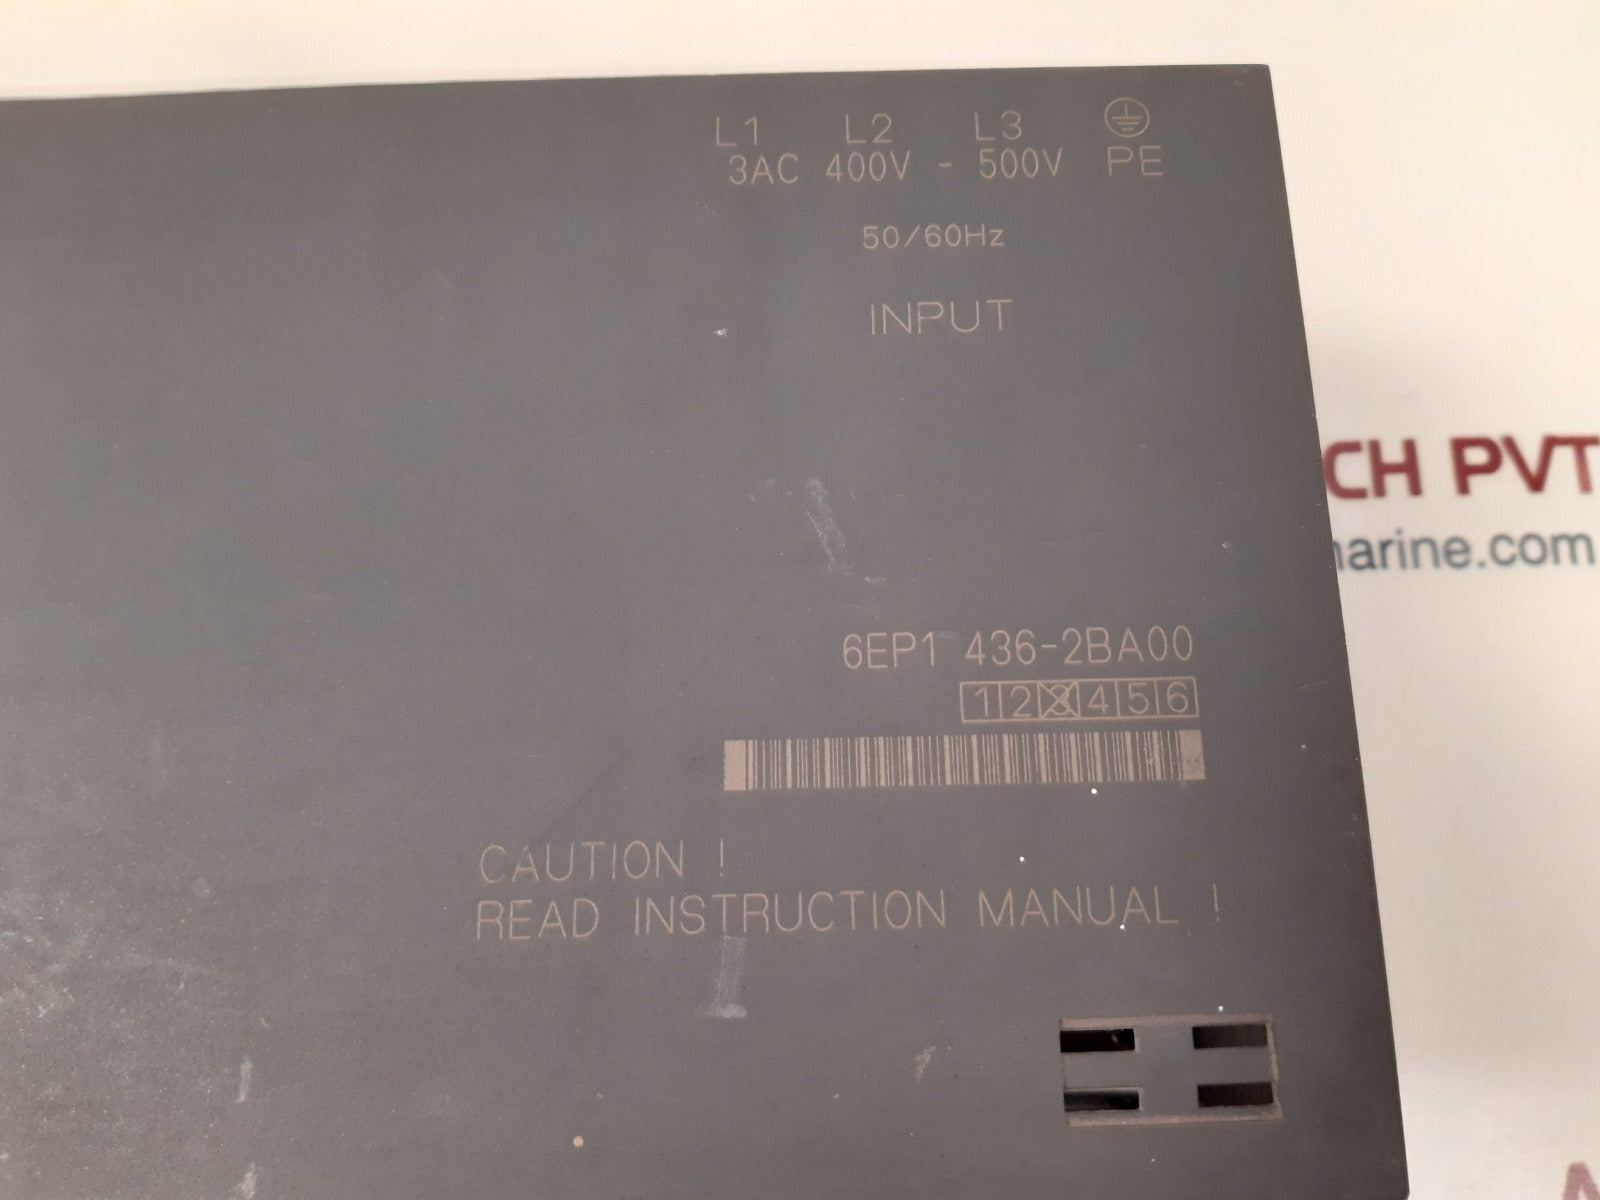 L1 L2 L3
3AC 400V - 500V PE
50/60Hz
INPUT
CH PVT
arine.com
6EP1 436-2BA00
1 2 3 4 5 6
CAUTION !
READ INSTRUCTION MANUAL !